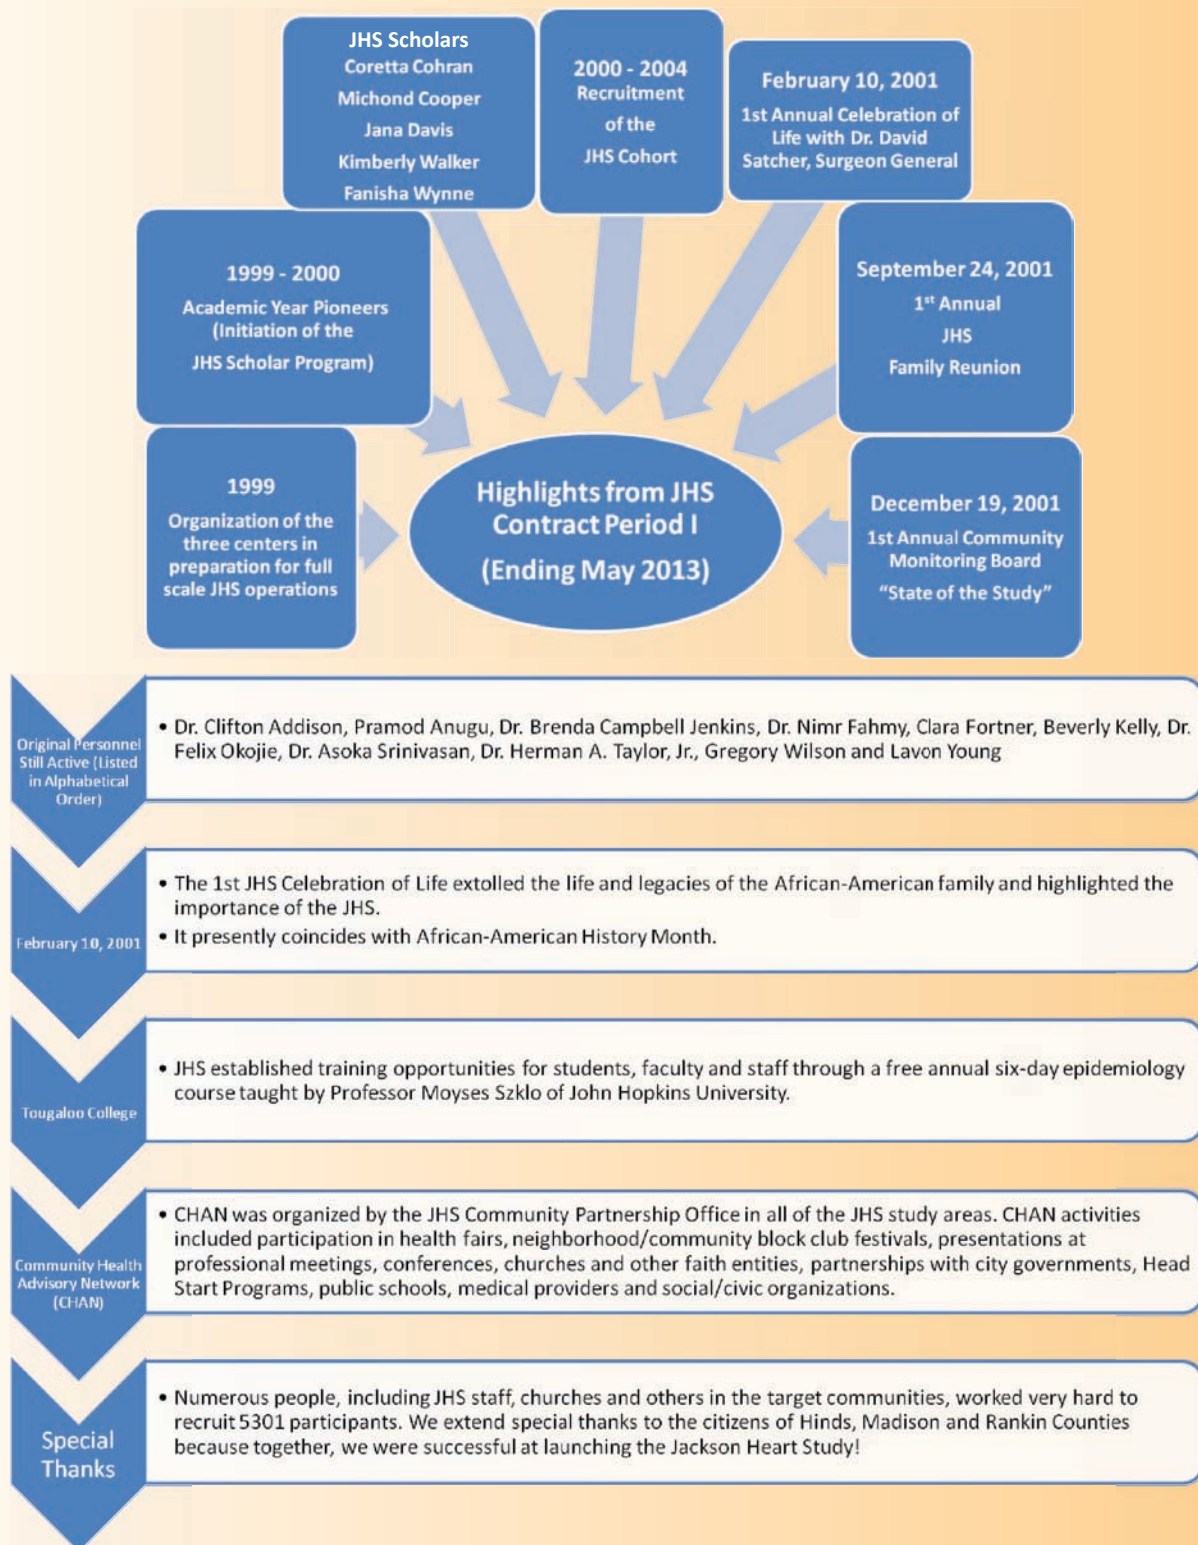 JHS Scholars
Coretta Cohran
Michond Cooper
Jana Davis
Kimberly Walker
Fanisha Wynne
2000 - 2004
Recruitment
of the
JHS Cohort
February 10, 2001
1st Annual Celebration of
Life with Dr. David
Satcher, Surgeon General
1999 - 2000
Academic Year Pioneers
(Initiation of the
JHS Scholar Program)
September 24, 2001
1st Annual
JHS
Family Reunion
1999
Organization of the
three centers in
preparation for full
scale JHS operations
Highlights from JHS
Contract Period I
(Ending May 2013)
December 19, 2001
1st Annual Community
Monitoring Board
“State of the Study”
Original Personnel
Still Active (Listed
in Alphabetical
Order)
• Dr. Clifton Addison, Pramod Anugu, Dr. Brenda Campbell Jenkins, Dr. Nimr Fahmy, Clara Fortner, Beverly Kelly, Dr.
Felix Okojie, Dr. Asoka Srinivasan, Dr. Herman A. Taylor, Jr., Gregory Wilson and Lavon Young
February 10, 2001
• The 1st JHS Celebration of Life extolled the life and legacies of the African-American family and highlighted the
importance of the JHS.
• It presently coincides with African-American History Month.
Tougaloo College
• JHS established training opportunities for students, faculty and staff through a free annual six-day epidemiology
course taught by Professor Moyses Szklo of John Hopkins University.
Community Health
Advisory Network
(CHAN)
• CHAN was organized by the JHS Community Partnership Office in all of the JHS study areas. CHAN activities
included participation in health fairs, neighborhood/community block club festivals, presentations at
professional meetings, conferences, churches and other faith entities, partnerships with city governments, Head
Start Programs, public schools, medical providers and social/civic organizations.
Special
Thanks
• Numerous people, including JHS staff, churches and others in the target communities, worked very hard to
recruit 5301 participants. We extend special thanks to the citizens of Hinds, Madison and Rankin Counties
because together, we were successful at launching the Jackson Heart Study!